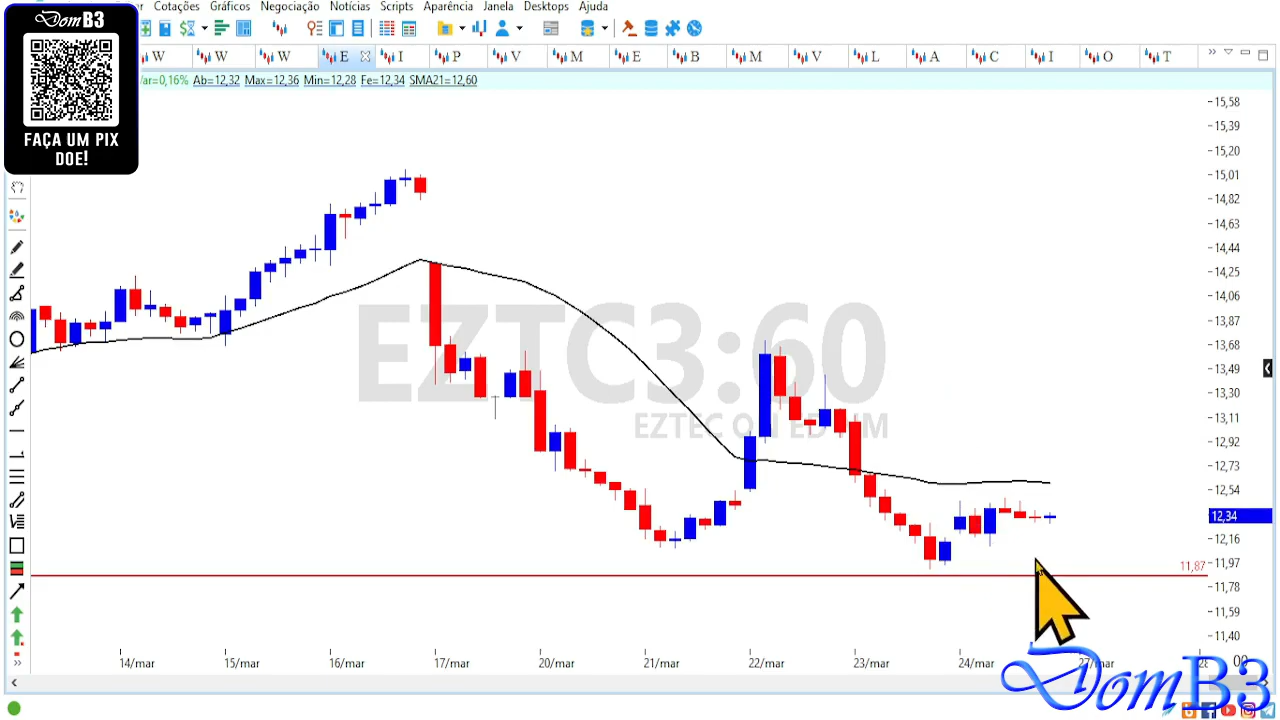 DomB3
FAÇA UM PIX
DOE!
Cotações Gráficos Negociação Notícias Scripts Aparência Janela Desktops Ajuda
W W W E I P V M E B M V L A C I O T
Var=0,16% Ab=12,32 Max=12,36 Min=12,28 Fe=12,34 SMA21=12,60
EZTC3:60
EZTEC ON ED NM
15,58
15,39
15,20
15,01
14,82
14,63
14,44
14,25
14,06
13,87
13,68
13,49
13,30
13,11
12,92
12,73
12,54
12,34
12,16
11,97
11,87
11,78
11,59
11,40
14/mar 15/mar 16/mar 17/mar 20/mar 21/mar 22/mar 23/mar 24/mar 27/mar
DomB3